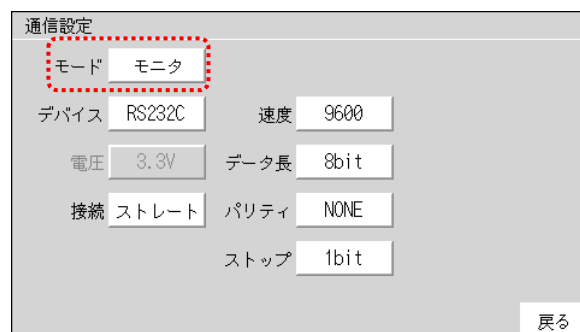 通信設定
モード モニタ
デバイス RS232C 速度 9600
電圧 3.3V データ長 8bit
接続 ストレート パリティ NONE
ストップ 1bit
戻る